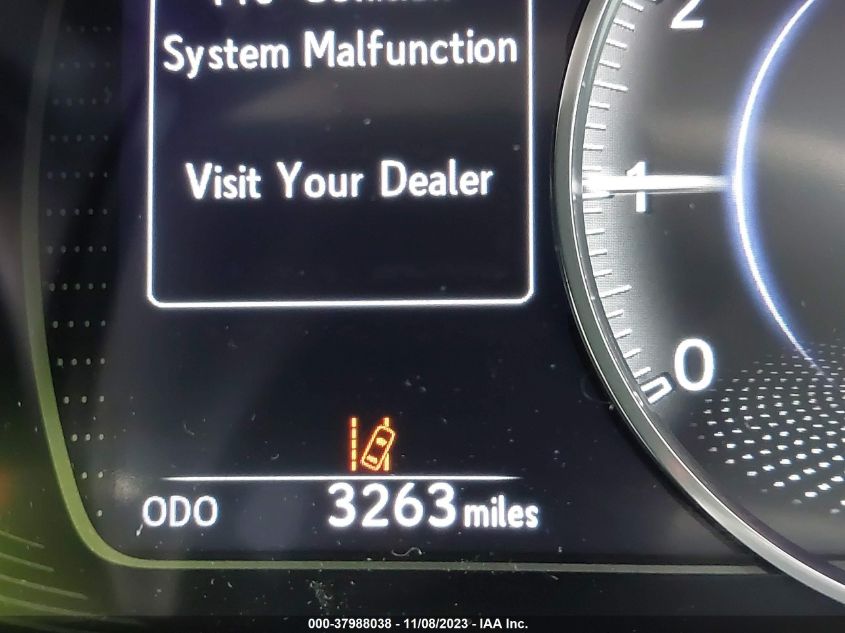 System Malfunction
Visit Your Dealer
2
1
0
ODO 3263 miles
000-37988038 - 11/08/2023 - IAA Inc.